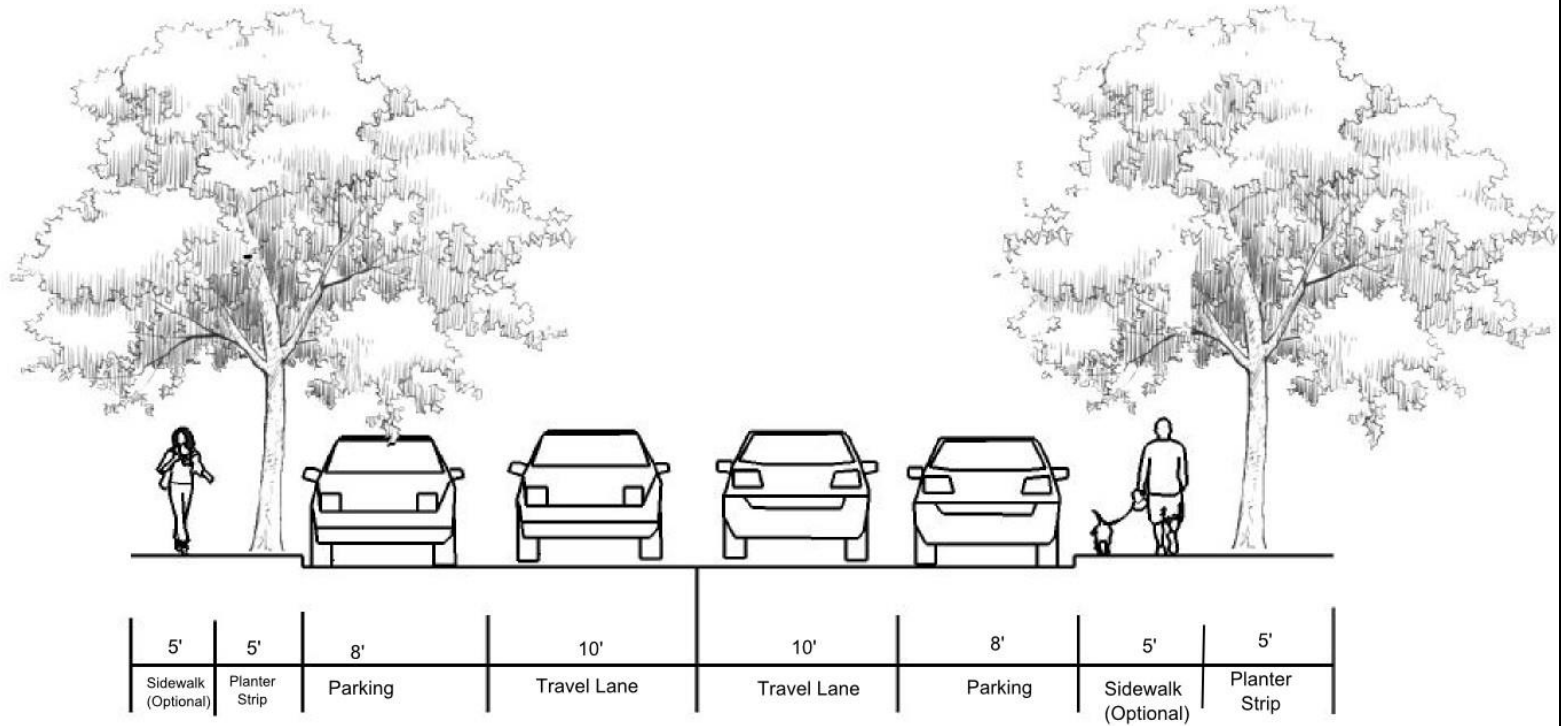 5' 5' 8' 10' 10' 8' 5' 5'
Sidewalk
(Optional)
Planter
Strip
Parking
Travel Lane
Travel Lane
Parking
Sidewalk
(Optional)
Planter
Strip